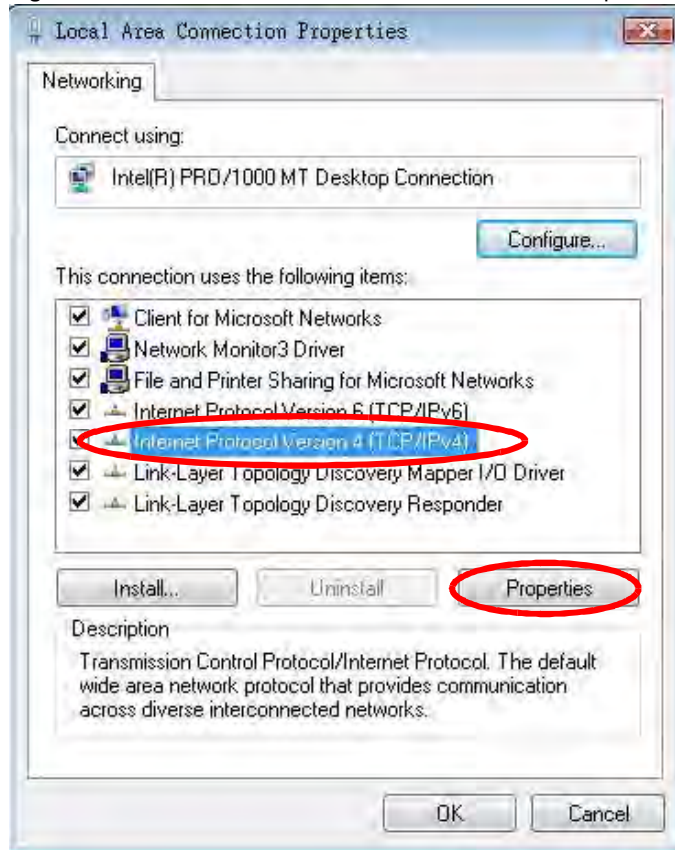 Local Area Connection Properties
Networking
Connect using:
Intel(R) PRO/1000 MT Desktop Connection
Configure...
This connection uses the following items:
Client for Microsoft Networks
Network Monitor3 Driver
File and Printer Sharing for Microsoft Networks
Internet Protocol Version 6 (TCP/IPv6)
Internet Protocol Version 4 (TCP/IPv4)
Link-Layer Topology Discovery Mapper I/O Driver
Link-Layer Topology Discovery Responder
Install...
Uninstall
Properties
Description
Transmission Control Protocol/Internet Protocol. The default
wide area network protocol that provides communication
across diverse interconnected networks.
OK
Cancel